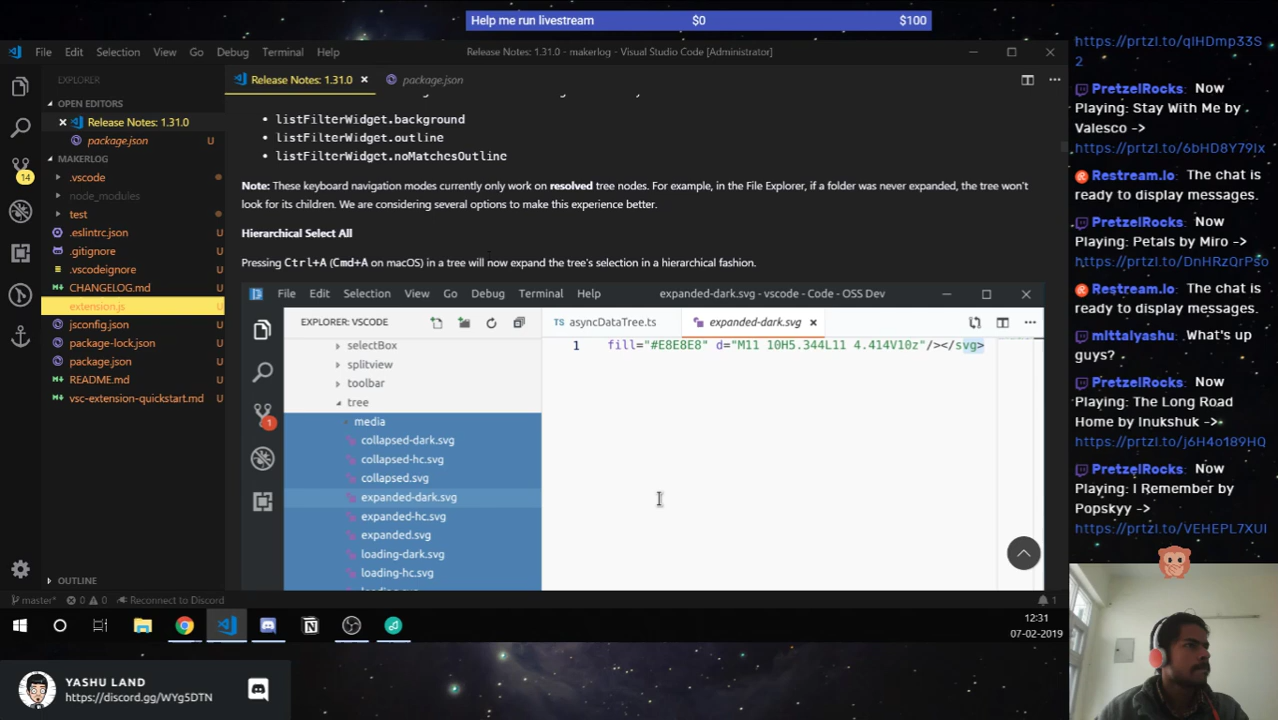 Help me run livestream $0 $100
File Edit Selection View Go Debug Terminal Help
Release Notes: 1.31.0 - makerlog - Visual Studio Code [Administrator]
EXPLORER
OPEN EDITORS
Release Notes: 1.31.0
package.json U
MAKERLOG
.vscode
node_modules
test
.eslintrc.json U
.gitignore U
.vscodeignore U
CHANGELOG.md U
extension.js U
jsconfig.json U
package-lock.json U
package.json U
README.md U
vsc-extension-quickstart.md U
OUTLINE
14
Release Notes: 1.31.0
package.json
listFilterWidget.background
listFilterWidget.outline
listFilterWidget.noMatchesOutline
Note: These keyboard navigation modes currently only work on resolved tree nodes. For example, in the File Explorer, if a folder was never expanded, the tree won't
look for its children. We are considering several options to make this experience better.
Hierarchical Select All
Pressing Ctrl+A (Cmd+A on macOS) in a tree will now expand the tree's selection in a hierarchical fashion.
File Edit Selection View Go Debug Terminal Help
expanded-dark.svg - vscode - Code - OSS Dev
EXPLORER: VSCODE
TS asyncDataTree.ts
expanded-dark.svg
selectBox
splitview
toolbar
tree
media
collapsed-dark.svg
collapsed-hc.svg
collapsed.svg
expanded-dark.svg
expanded-hc.svg
expanded.svg
loading-dark.svg
loading-hc.svg
1
1 fill="#E8E8E8" d="M11 10H5.344L11 4.414V10z"/></svg>
master* 0 0 Reconnect to Discord
1
12:31
07-02-2019
YASHU LAND
https://discord.gg/WYg5DTN
https://prtzl.to/qIHDmp33S
2
PretzelRocks: Now
Playing: Stay With Me by
Valesco ->
https://prtzl.to/6bHD8Y79Ix
Restream.Io: The chat is
ready to display messages.
PretzelRocks: Now
Playing: Petals by Miro ->
https://prtzl.to/DnHRzQrPso
Restream.Io: The chat is
ready to display messages.
mittalyashu: What's up
guys?
PretzelRocks: Now
Playing: The Long Road
Home by Inukshuk ->
https://prtzl.to/j6H4o189HQ
PretzelRocks: Now
Playing: I Remember by
Popskyy ->
https://prtzl.to/VEHEPL7XUI